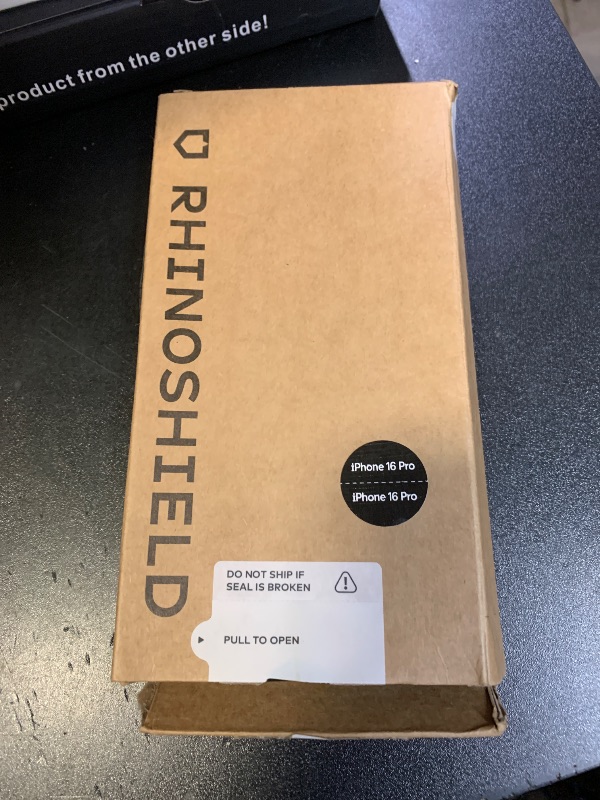 product from the other side!
RHINOSHIELD
iPhone 16 Pro
iPhone 16 Pro
DO NOT SHIP IF
SEAL IS BROKEN
PULL TO OPEN